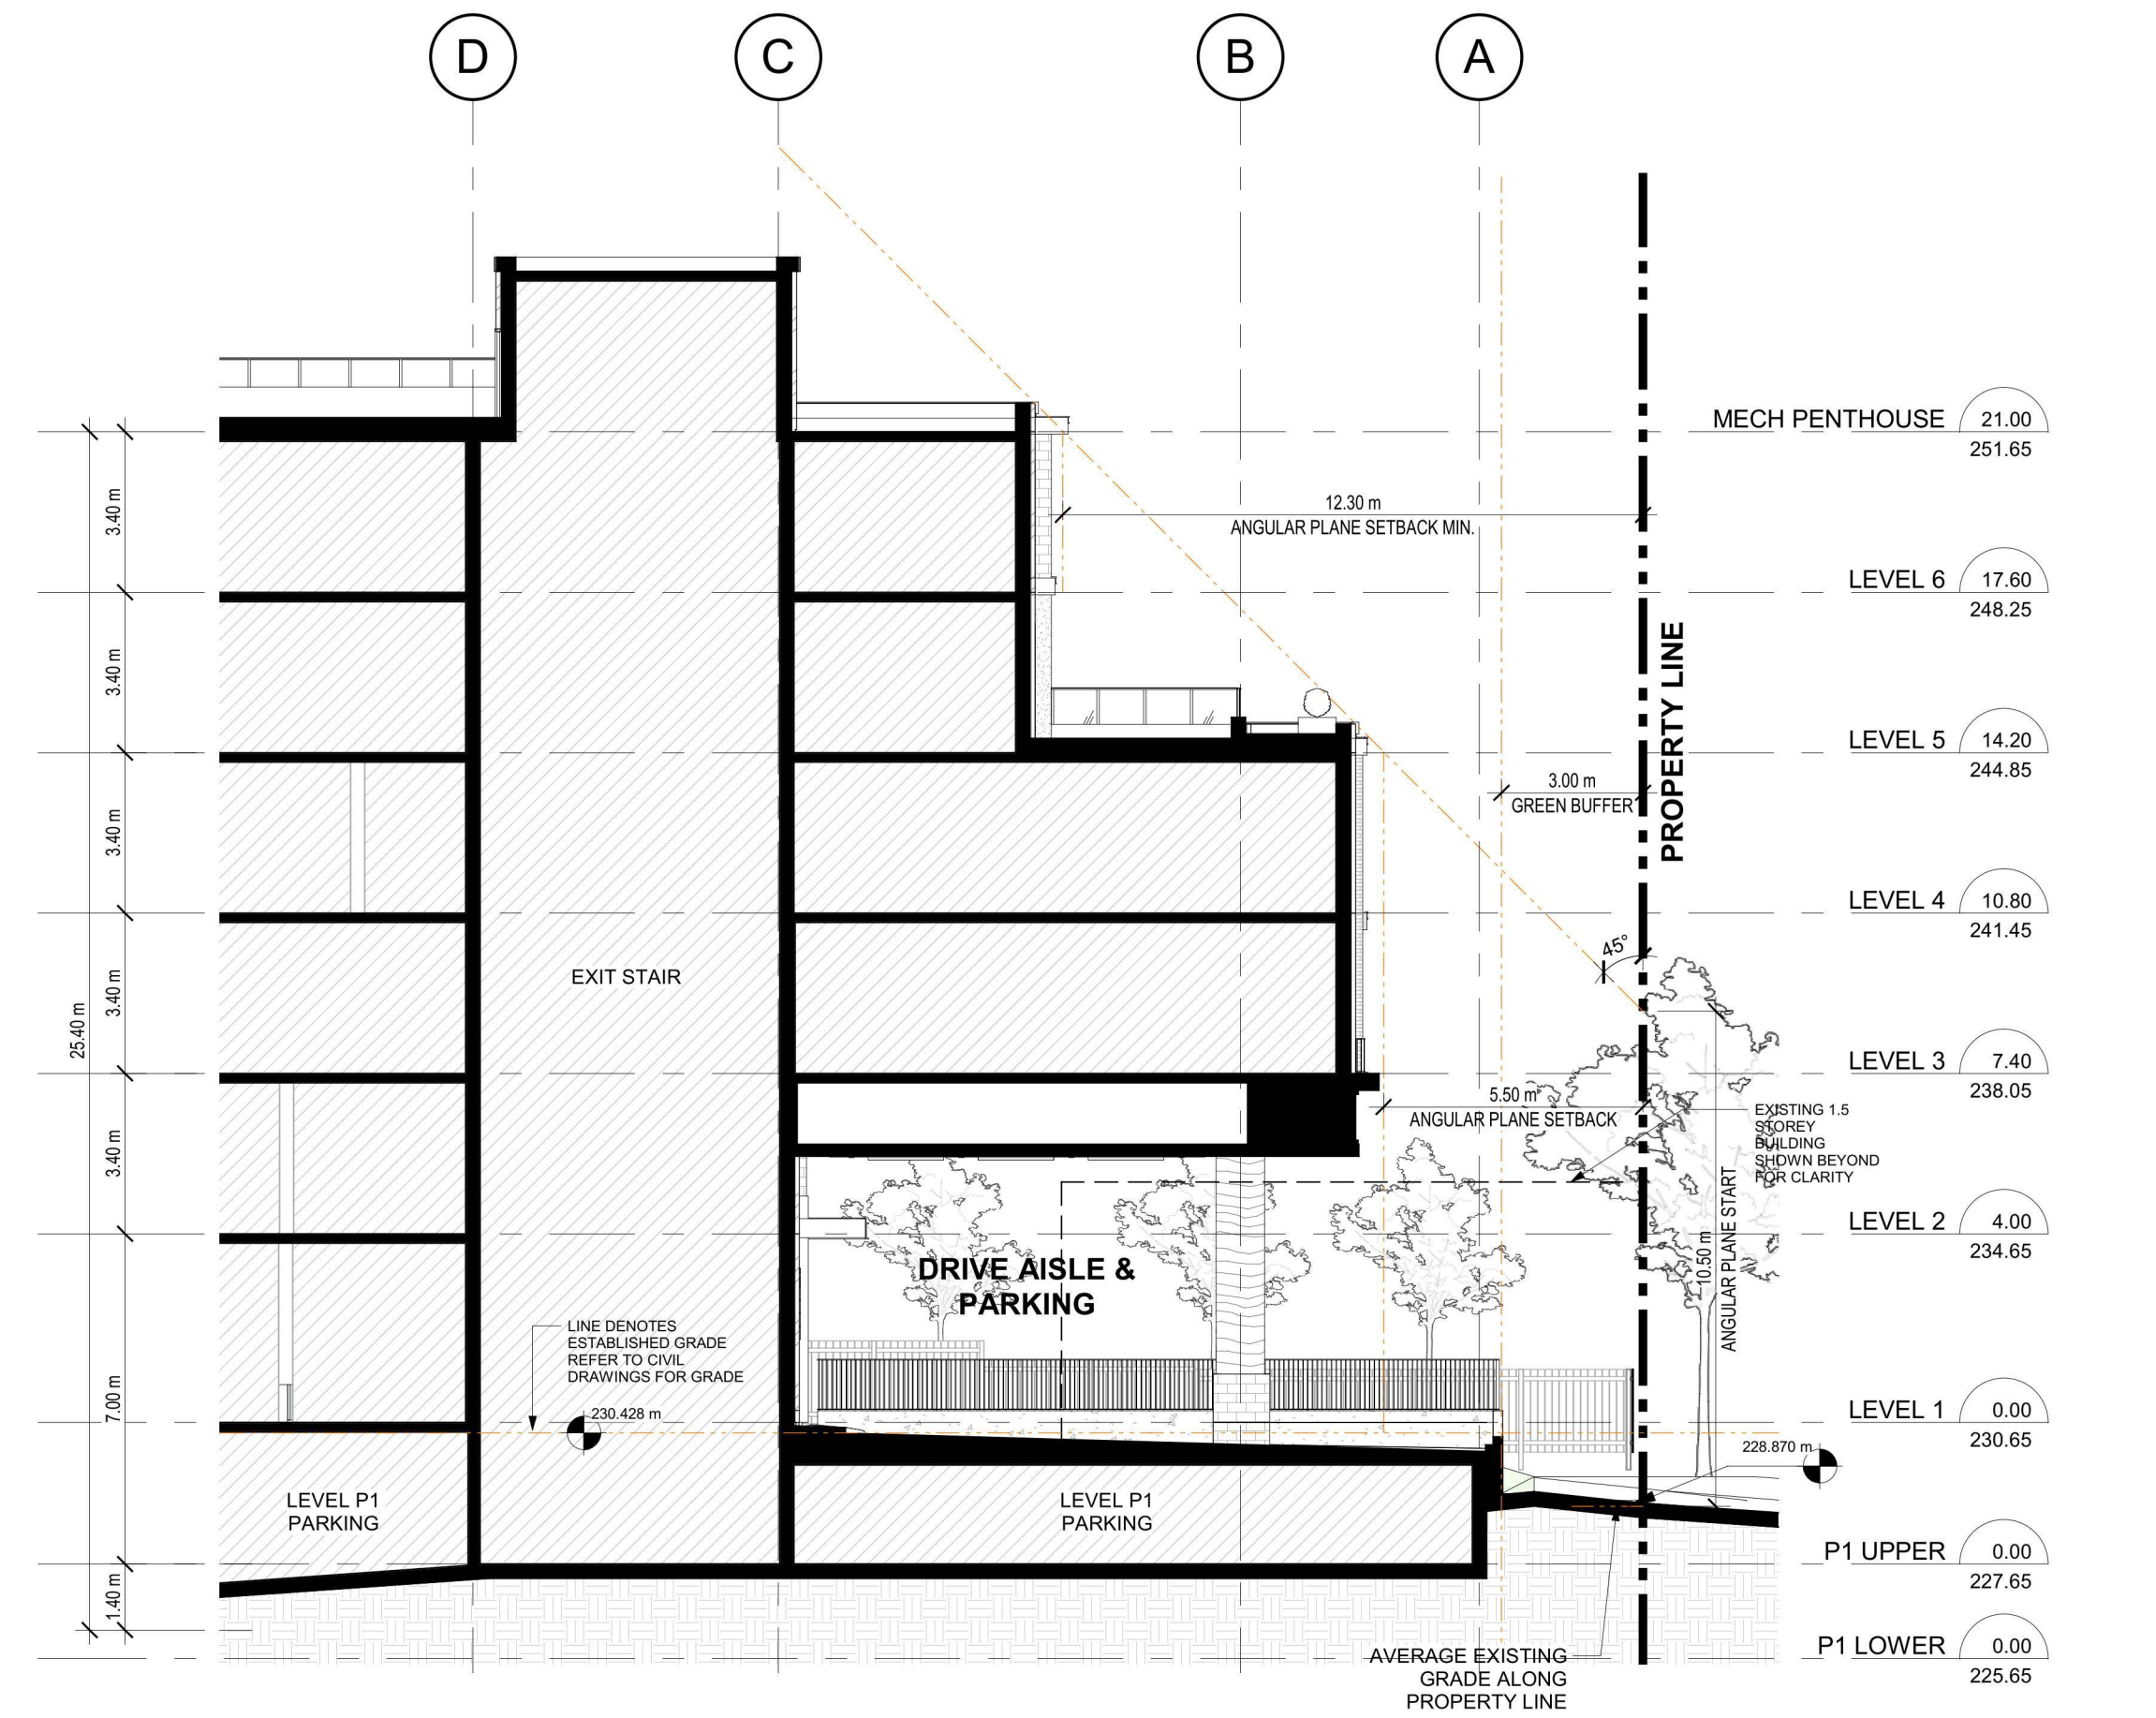 D
C
B
A
MECH PENTHOUSE 21.00
251.65
12.30 m
ANGULAR PLANE SETBACK MIN.
3.40 m
LEVEL 6 17.60
248.25
PROPERTY LINE
3.40 m
LEVEL 5 14.20
244.85
3.00 m
GREEN BUFFER
3.40 m
LEVEL 4 10.80
241.45
45°
EXIT STAIR
3.40 m
25.40 m
LEVEL 3 7.40
238.05
5.50 m
ANGULAR PLANE SETBACK
EXISTING 1.5
STOREY
BUILDING
SHOWN BEYOND
FOR CLARITY
3.40 m
10.50 m
ANGULAR PLANE START
LEVEL 2 4.00
234.65
DRIVE AISLE &
PARKING
LINE DENOTES
ESTABLISHED GRADE
REFER TO CIVIL
DRAWINGS FOR GRADE
230.428 m
7.00 m
LEVEL 1 0.00
230.65
228.870 m
LEVEL P1
PARKING
LEVEL P1
PARKING
P1 UPPER 0.00
227.65
1.40 m
P1 LOWER 0.00
225.65
AVERAGE EXISTING
GRADE ALONG
PROPERTY LINE